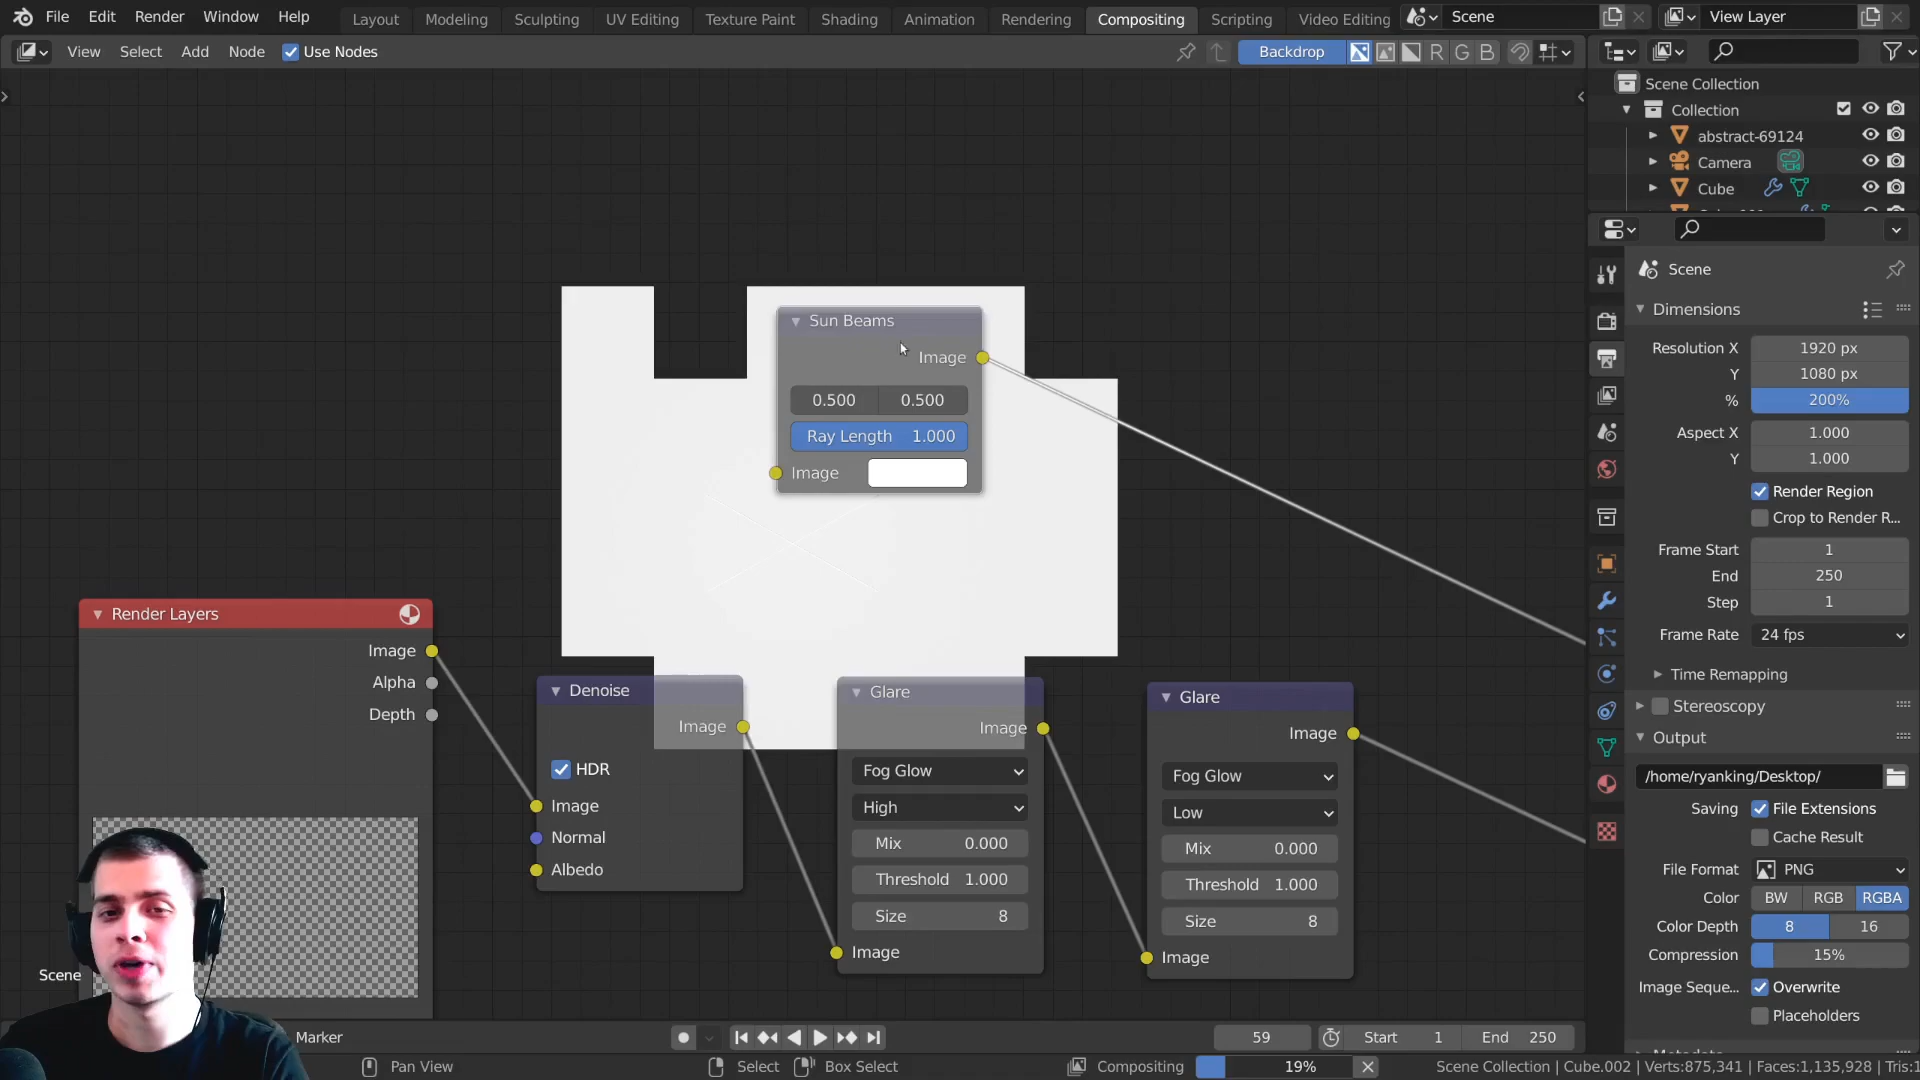 File Edit Render Window Help Layout Modeling Sculpting UV Editing Texture Paint Shading Animation Rendering Compositing Scripting Video Editing Scene View Layer
View Select Add Node Use Nodes Backdrop R G B
Scene Collection
Collection
abstract-69124
Camera
Cube
Scene
Dimensions
Resolution X 1920 px
Y 1080 px
% 200%
Aspect X 1.000
Y 1.000
Render Region
Crop to Render R...
Frame Start 1
End 250
Step 1
Frame Rate 24 fps
Time Remapping
Stereoscopy
Output
/home/ryanking/Desktop/
Saving File Extensions
Cache Result
File Format PNG
Color BW RGB RGBA
Color Depth 8 16
Compression 15%
Image Seque... Overwrite
Placeholders
Sun Beams
Image
0.500 0.500
Ray Length 1.000
Image
Render Layers
Image
Alpha
Depth
Denoise
Image
HDR
Image
Normal
Albedo
Glare
Image
Fog Glow
High
Mix 0.000
Threshold 1.000
Size 8
Image
Glare
Image
Fog Glow
Low
Mix 0.000
Threshold 1.000
Size 8
Image
Scene
Marker 59 Start 1 End 250
Pan View Select Box Select Compositing 19% Scene Collection | Cube.002 | Verts:875,341 | Faces:1,135,928 | Tris:1